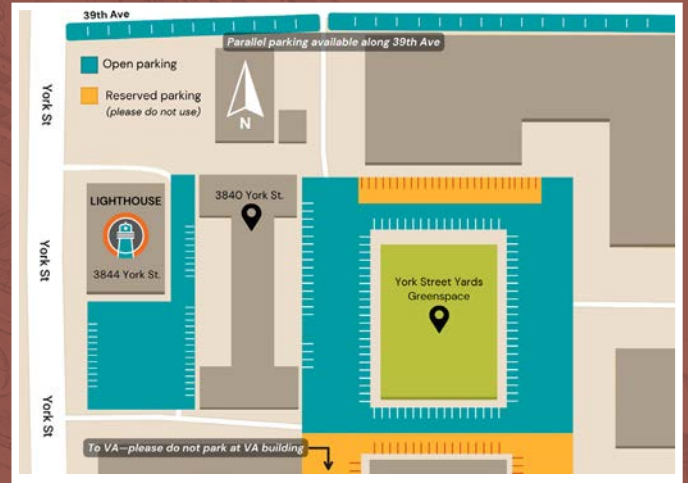 39th Ave
Parallel parking available along 39th Ave
Open parking
Reserved parking
(please do not use)
N
York St
LIGHTHOUSE
3844 York St.
3840 York St.
York St
York Street Yards
Greenspace
York St
To VA—please do not park at VA building